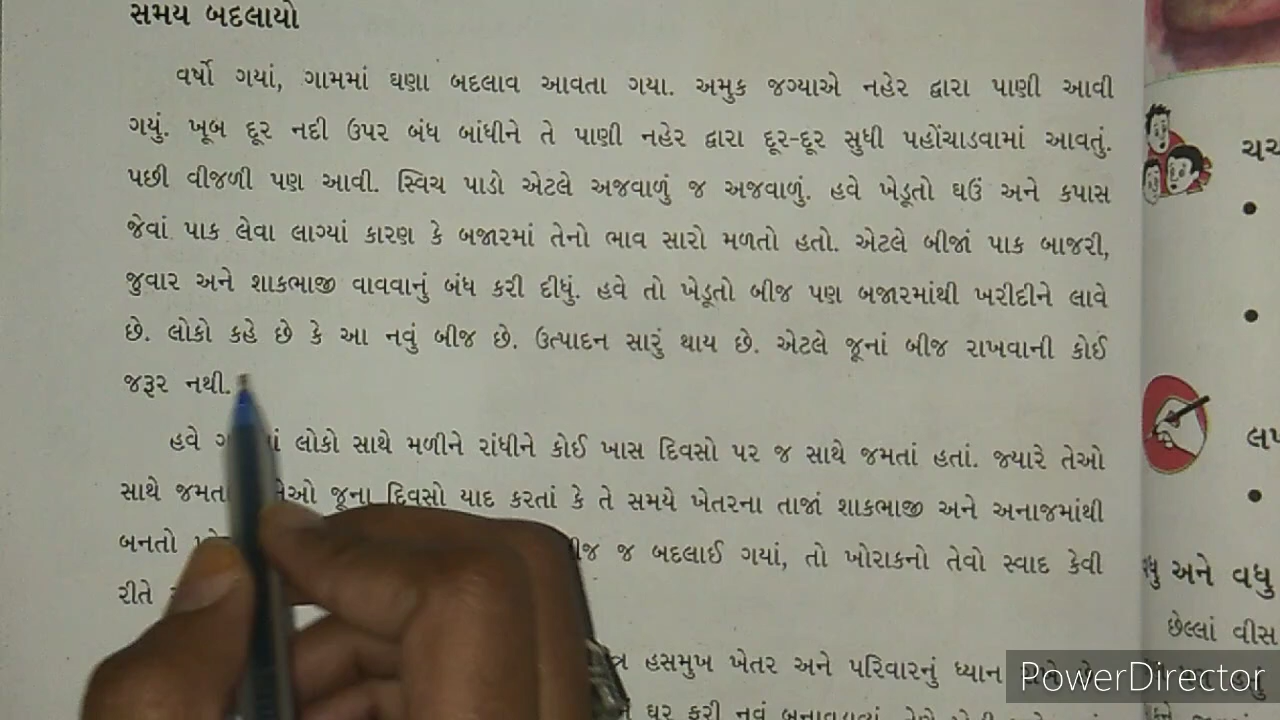 સમય બદલાયો
વર્ષો ગયાં, ગામમાં ઘણા બદલાવ આવતા ગયા. અમુક જગ્યાએ નહેર દ્વારા પાણી આવી
ગયું. ખૂબ દૂર નદી ઉપર બંધ બાંધીને તે પાણી નહેર દ્વારા દૂર-દૂર સુધી પહોંચાડવામાં આવતું.
પછી વીજળી પણ આવી. સ્વિચ પાડો એટલે અજવાળું જ અજવાળું. હવે ખેડૂતો ઘઉં અને કપાસ
જેવાં પાક લેવા લાગ્યાં કારણ કે બજારમાં તેનો ભાવ સારો મળતો હતો. એટલે બીજાં પાક બાજરી,
જુવાર અને શાકભાજી વાવવાનું બંધ કરી દીધું. હવે તો ખેડૂતો બીજ પણ બજારમાંથી ખરીદીને લાવે
છે. લોકો કહે છે કે આ નવું બીજ છે. ઉત્પાદન સારું થાય છે. એટલે જૂનાં બીજ રાખવાની કોઈ
જરૂર નથી.
હવે લોકો સાથે મળીને રાંધીને કોઈ ખાસ દિવસો પર જ સાથે જમતાં હતાં. જ્યારે તેઓ
સાથે જૂના દિવસો યાદ કરતાં કે તે સમયે ખેતરના તાજાં શાકભાજી અને અનાજમાંથી
બનતો જ બદલાઈ ગયાં, તો ખોરાકનો તેવો સ્વાદ કેવી
રીતે
હસમુખ ખેતર અને પરિવારનું ધ્યાન
ઘર ફરી નવું
અને વધુ
છેલ્લાં વીસ
PowerDirector